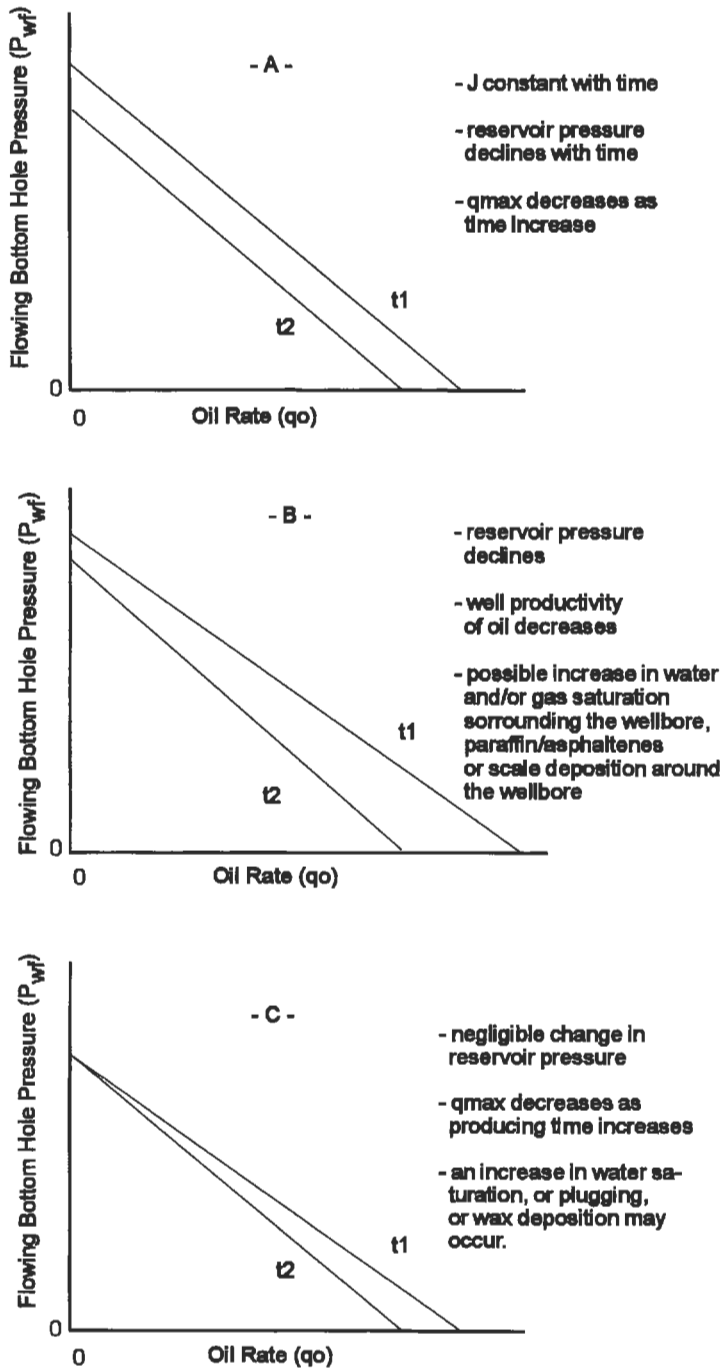 Flowing Bottom Hole Pressure (Pwf)
- A -
- J constant with time
- reservoir pressure
declines with time
- qmax decreases as
time increase
t1
t2
0
0
Oil Rate (qo)
Flowing Bottom Hole Pressure (Pwf)
- B -
- reservoir pressure
declines
- well productivity
of oil decreases
- possible increase in water
and/or gas saturation
sorrounding the wellbore,
paraffin/asphaltenes
or scale deposition around
the wellbore
t1
t2
0
0
Oil Rate (qo)
Flowing Bottom Hole Pressure (Pwf)
- C -
- negligible change in
reservoir pressure
- qmax decreases as
producing time increases
- an increase in water sa-
turation, or plugging,
or wax deposition may
occur.
t1
t2
0
0
Oil Rate (qo)